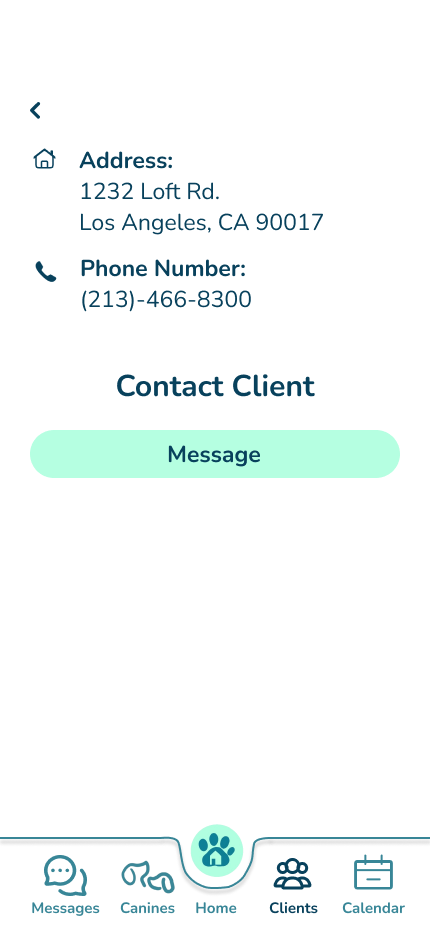 Address:
1232 Loft Rd.
Los Angeles, CA 90017
Phone Number:
(213)-466-8300
Contact Client
Message
Messages
Canines
Home
Clients
Calendar